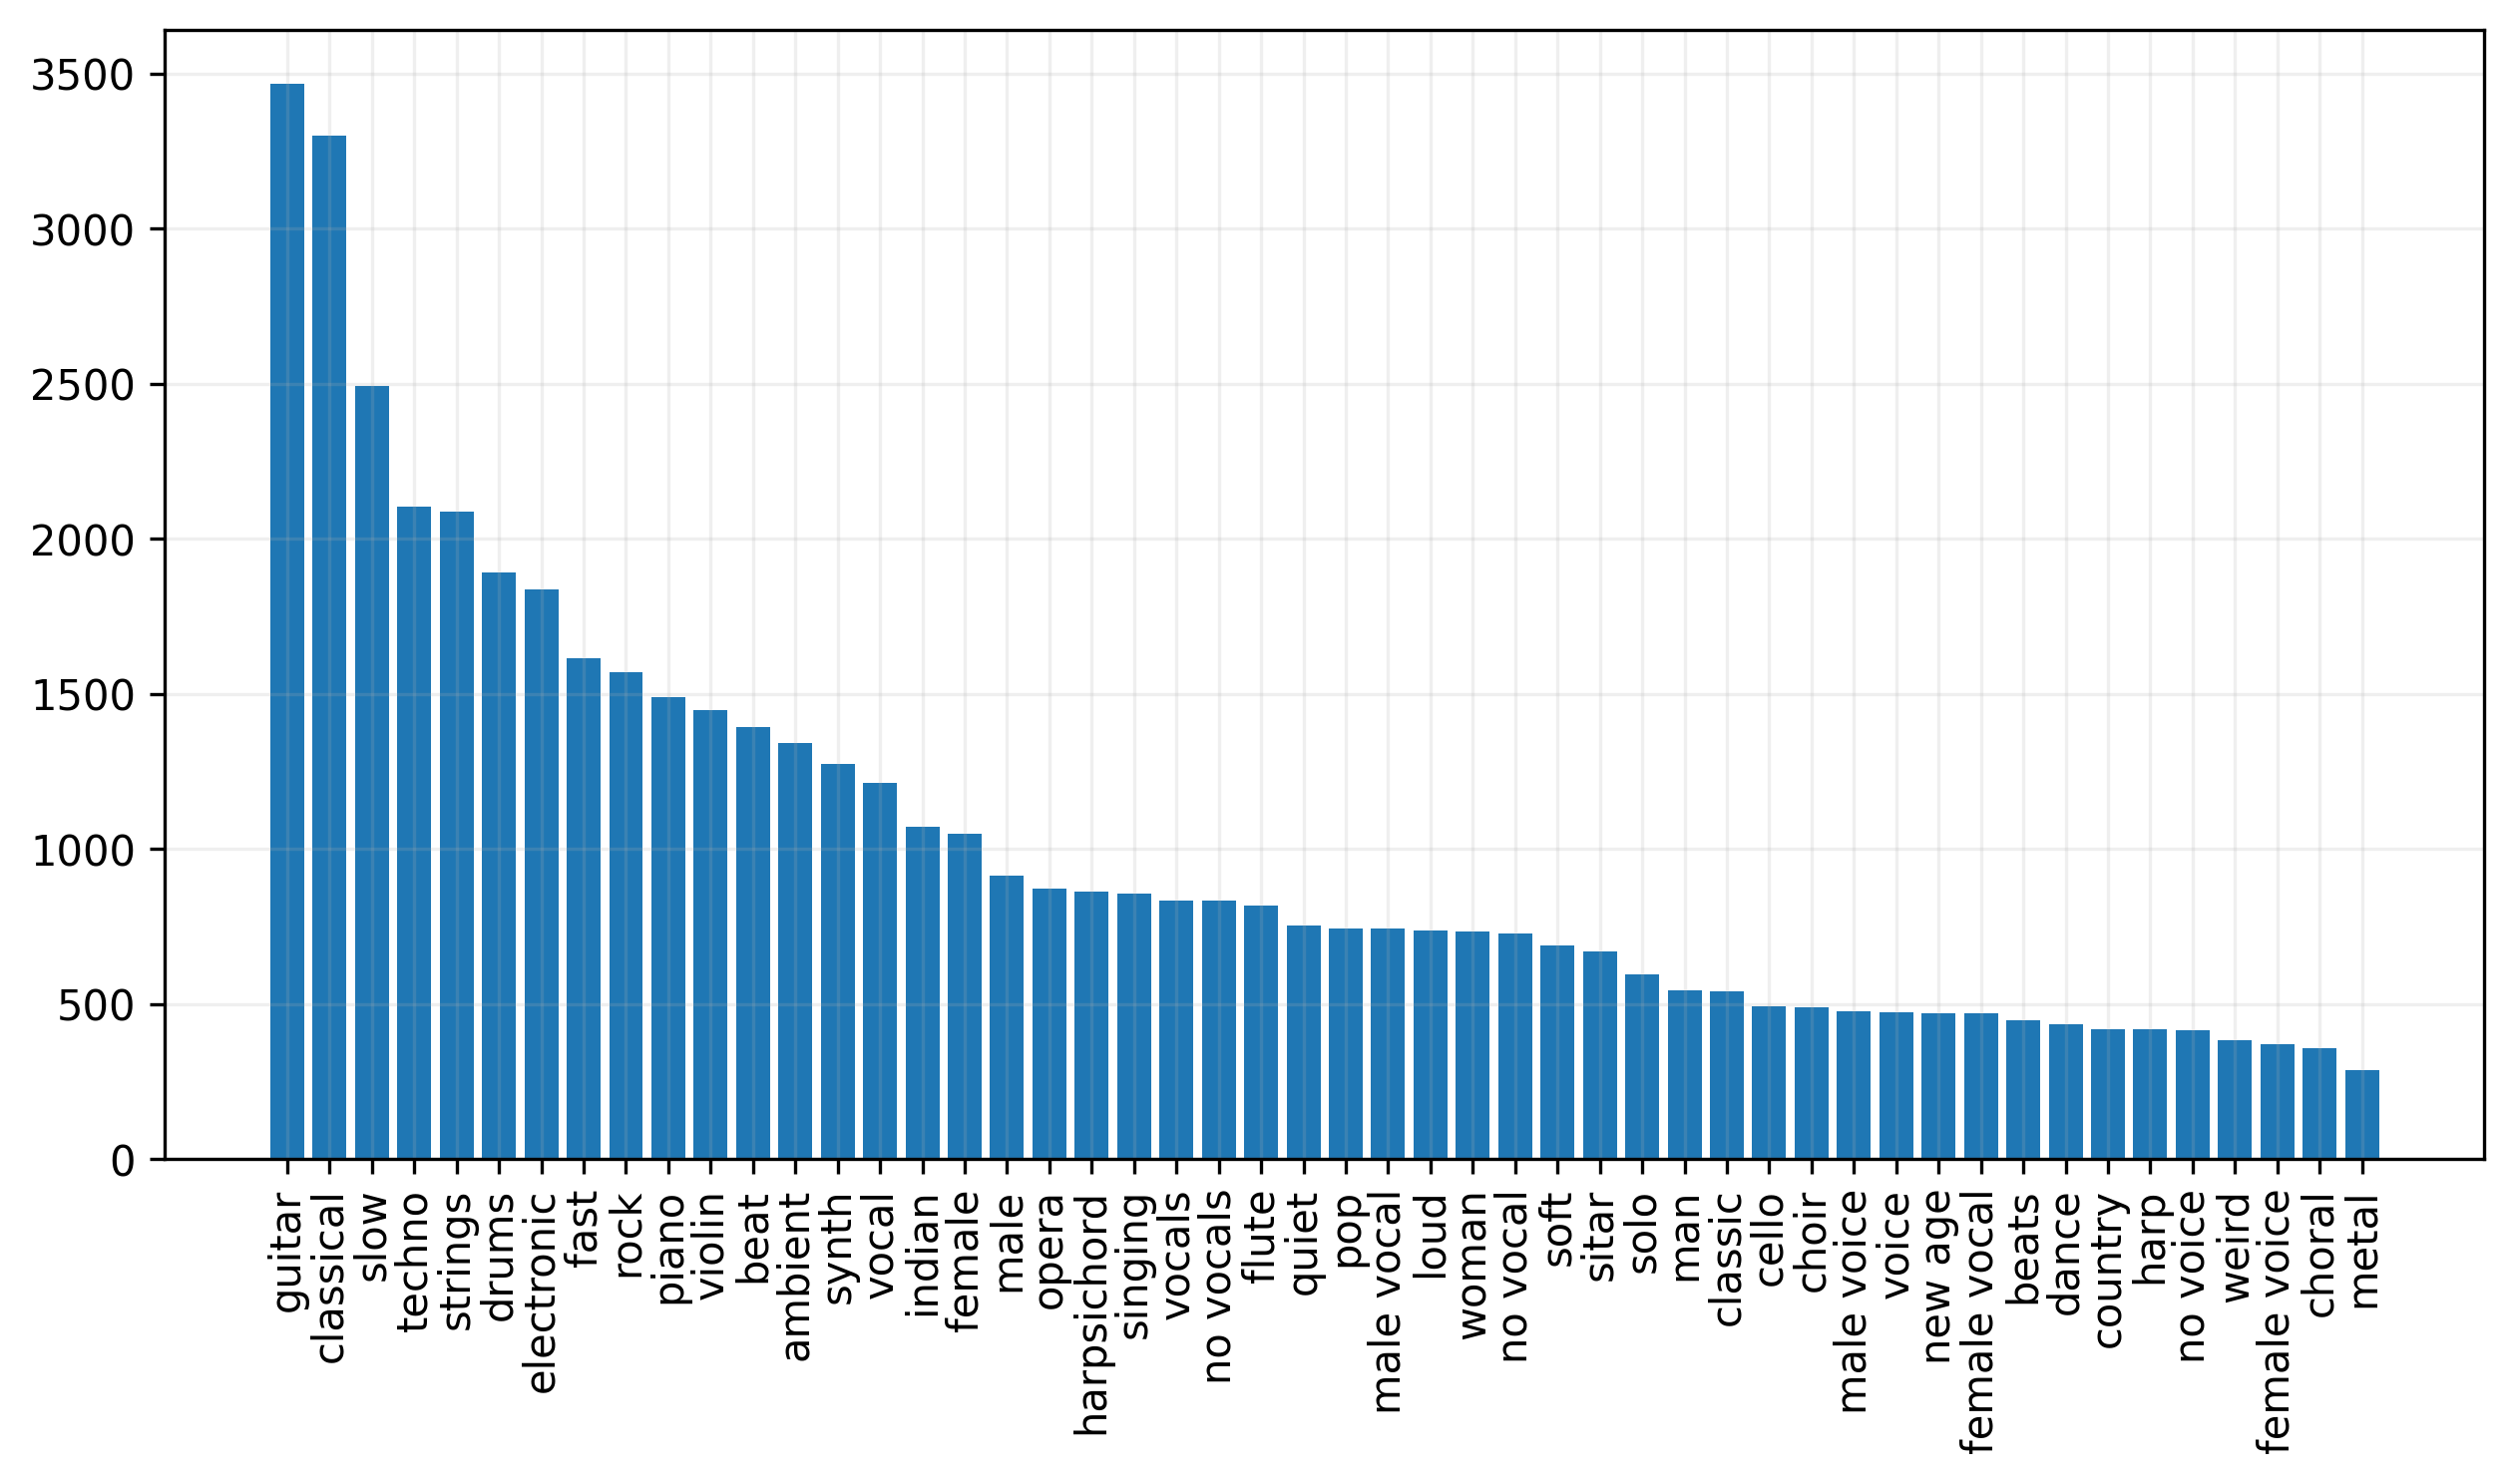 3500
3000
2500
2000
1500
1000
500
0
guitar
classical
slow
techno
strings
drums
electronic
fast
rock
piano
violin
beat
ambient
synth
vocal
indian
female
male
opera
harpsichord
singing
vocals
no vocals
flute
quiet
pop
male vocal
loud
woman
no vocal
soft
sitar
solo
man
classic
cello
choir
male voice
voice
new age
female vocal
beats
dance
country
harp
no voice
weird
female voice
choral
metal